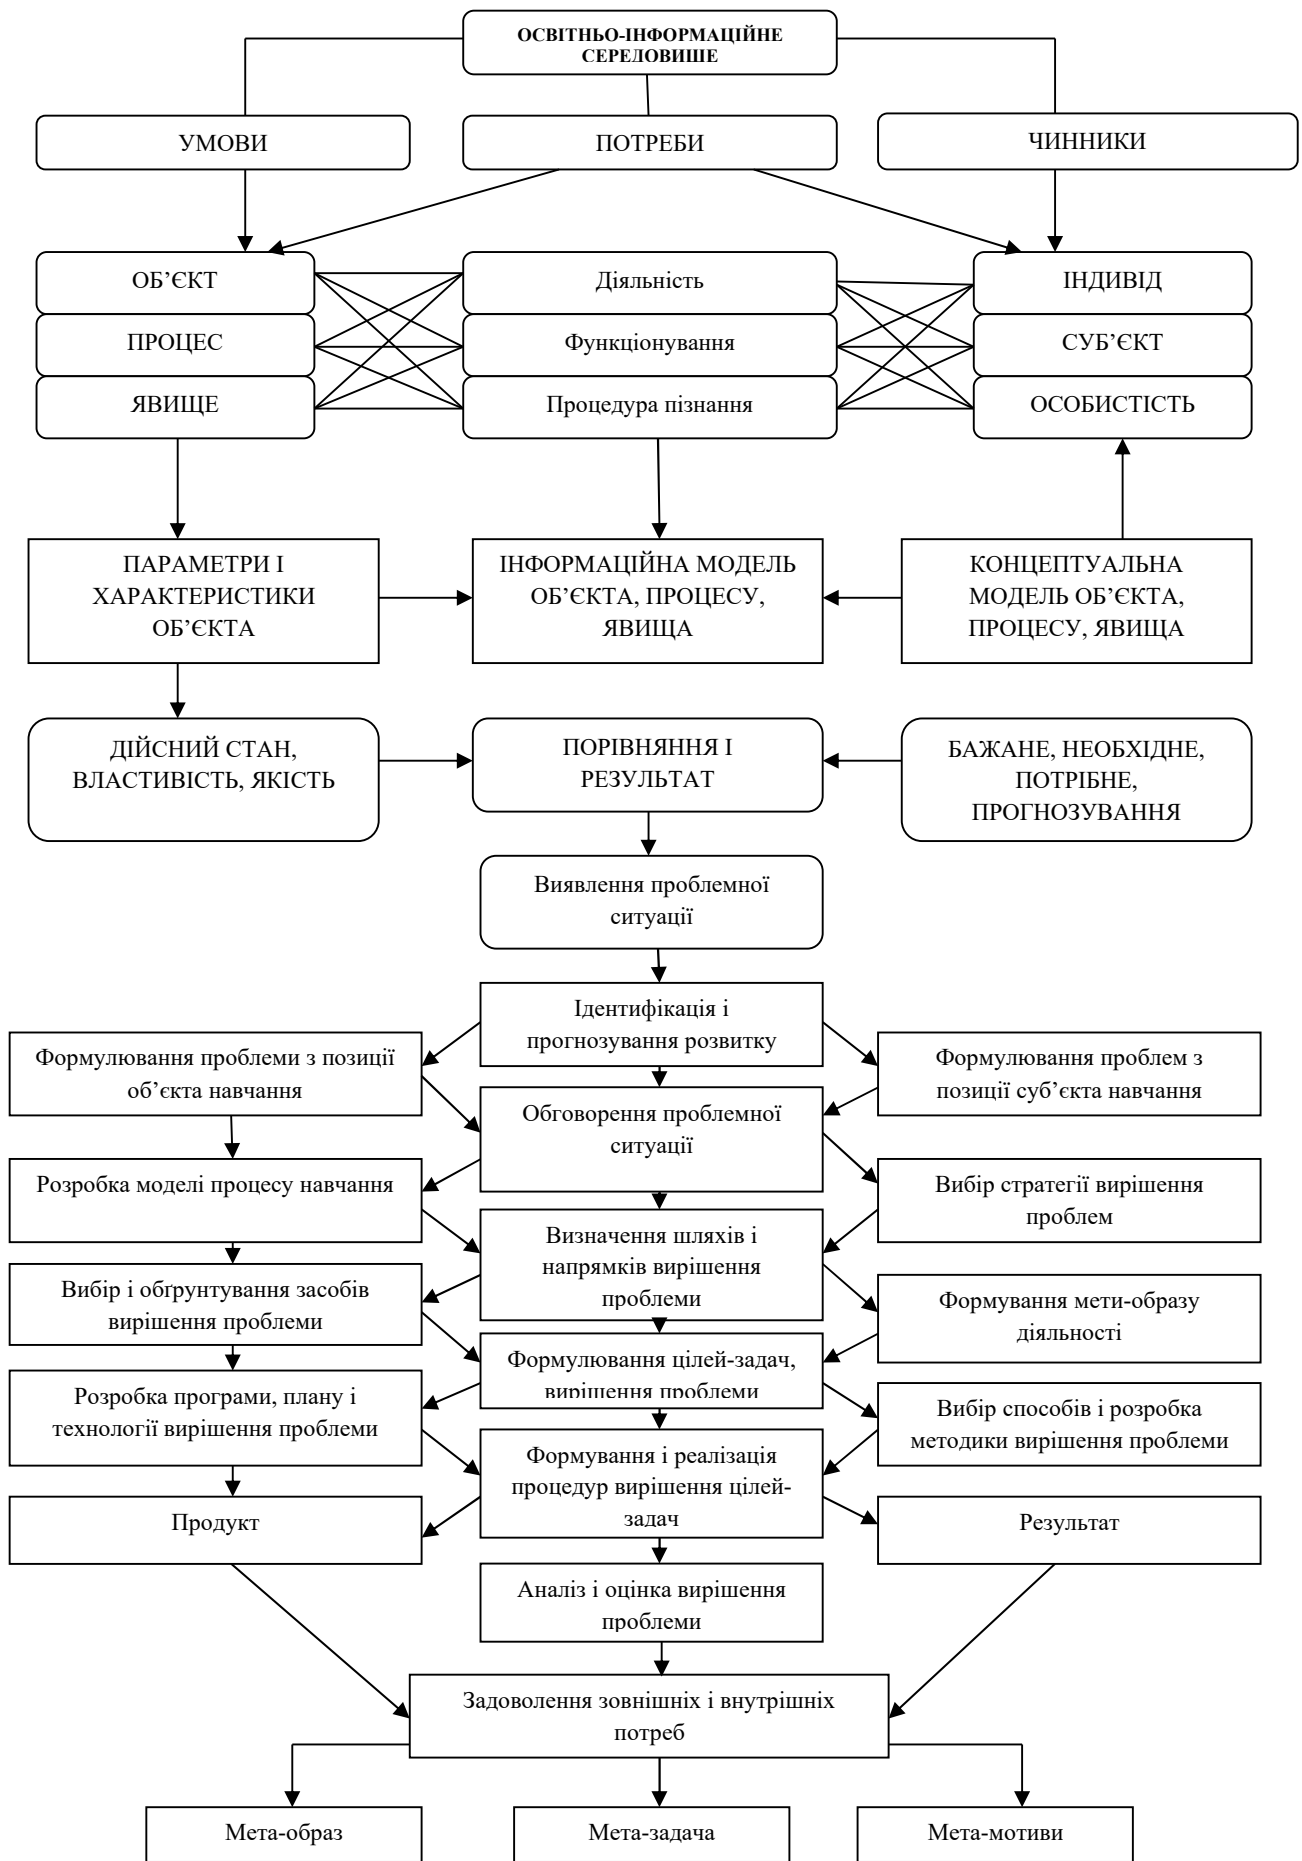 ОСВІТНЬО-ІНФОРМАЦІЙНЕ
СЕРЕДОВИЩЕ
УМОВИ
ПОТРЕБИ
ЧИННИКИ
ОБ’ЄКТ
Діяльність
ІНДИВІД
ПРОЦЕС
Функціонування
СУБ’ЄКТ
ЯВИЩЕ
Процедура пізнання
ОСОБИСТІСТЬ
ПАРАМЕТРИ І
ХАРАКТЕРИСТИКИ
ОБ’ЄКТА
ІНФОРМАЦІЙНА МОДЕЛЬ
ОБ’ЄКТА, ПРОЦЕСУ,
ЯВИЩА
КОНЦЕПТУАЛЬНА
МОДЕЛЬ ОБ’ЄКТА,
ПРОЦЕСУ, ЯВИЩА
ДІЙСНИЙ СТАН,
ВЛАСТИВІСТЬ, ЯКІСТЬ
ПОРІВНЯННЯ І
РЕЗУЛЬТАТ
БАЖАНЕ, НЕОБХІДНЕ,
ПОТРІБНЕ,
ПРОГНОЗУВАННЯ
Виявлення проблемної
ситуації
Ідентифікація і
прогнозування розвитку
Формулювання проблеми з позиції
об’єкта навчання
Формулювання проблем з
позиції суб’єкта навчання
Обговорення проблемної
ситуації
Розробка моделі процесу навчання
Вибір стратегії вирішення
проблем
Визначення шляхів і
напрямків вирішення
проблеми
Вибір і обґрунтування засобів
вирішення проблеми
Формування мети-образу
діяльності
Формулювання цілей-задач,
вирішення проблеми
Розробка програми, плану і
технології вирішення проблеми
Вибір способів і розробка
методики вирішення проблеми
Формування і реалізація
процедур вирішення цілей-
задач
Продукт
Результат
Аналіз і оцінка вирішення
проблеми
Задоволення зовнішніх і внутрішніх
потреб
Мета-образ
Мета-задача
Мета-мотиви